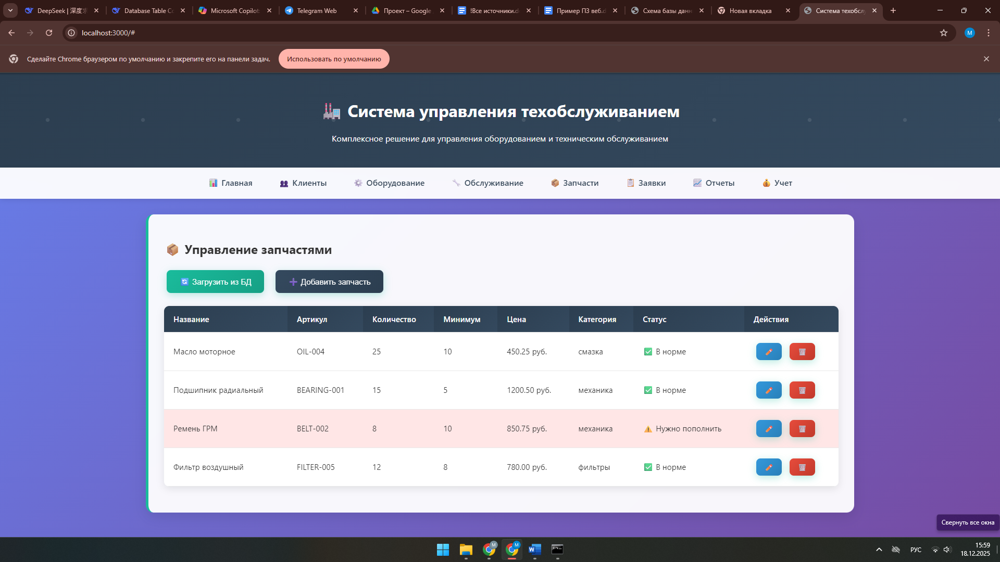 DeepSeek | 深度求
Database Table Co
Microsoft Copilot:
Telegram Web
Проект – Google
!Все источники.d
Пример ПЗ веб.d
Схема базы данн
Новая вкладка
Система техобслу
localhost:3000/#
M
Сделайте Chrome браузером по умолчанию и закрепите его на панели задач.
Использовать по умолчанию
Система управления техобслуживанием
Комплексное решение для управления оборудованием и техническим обслуживанием
Главная
Клиенты
Оборудование
Обслуживание
Запчасти
Заявки
Отчеты
Учет
Управление запчастями
Загрузить из БД
Добавить запчасть
Название Артикул Количество Минимум Цена Категория Статус Действия
Масло моторное OIL-004 25 10 450.25 руб. смазка В норме
Подшипник радиальный BEARING-001 15 5 1200.50 руб. механика В норме
Ремень ГРМ BELT-002 8 10 850.75 руб. механика Нужно пополнить
Фильтр воздушный FILTER-005 12 8 780.00 руб. фильтры В норме
Свернуть все окна
M
M
W
РУС
15:59
18.12.2025